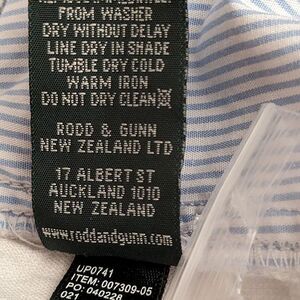 FROM WASHER
DRY WITHOUT DELAY
LINE DRY IN SHADE
TUMBLE DRY COLD
WARM IRON
DO NOT DRY CLEAN
RODD & GUNN
NEW ZEALAND LTD
17 ALBERT ST
AUCKLAND 1010
NEW ZEALAND
www.roddandgunn.com
UP0741
ITEM: 007309-05
PO: 040228
021